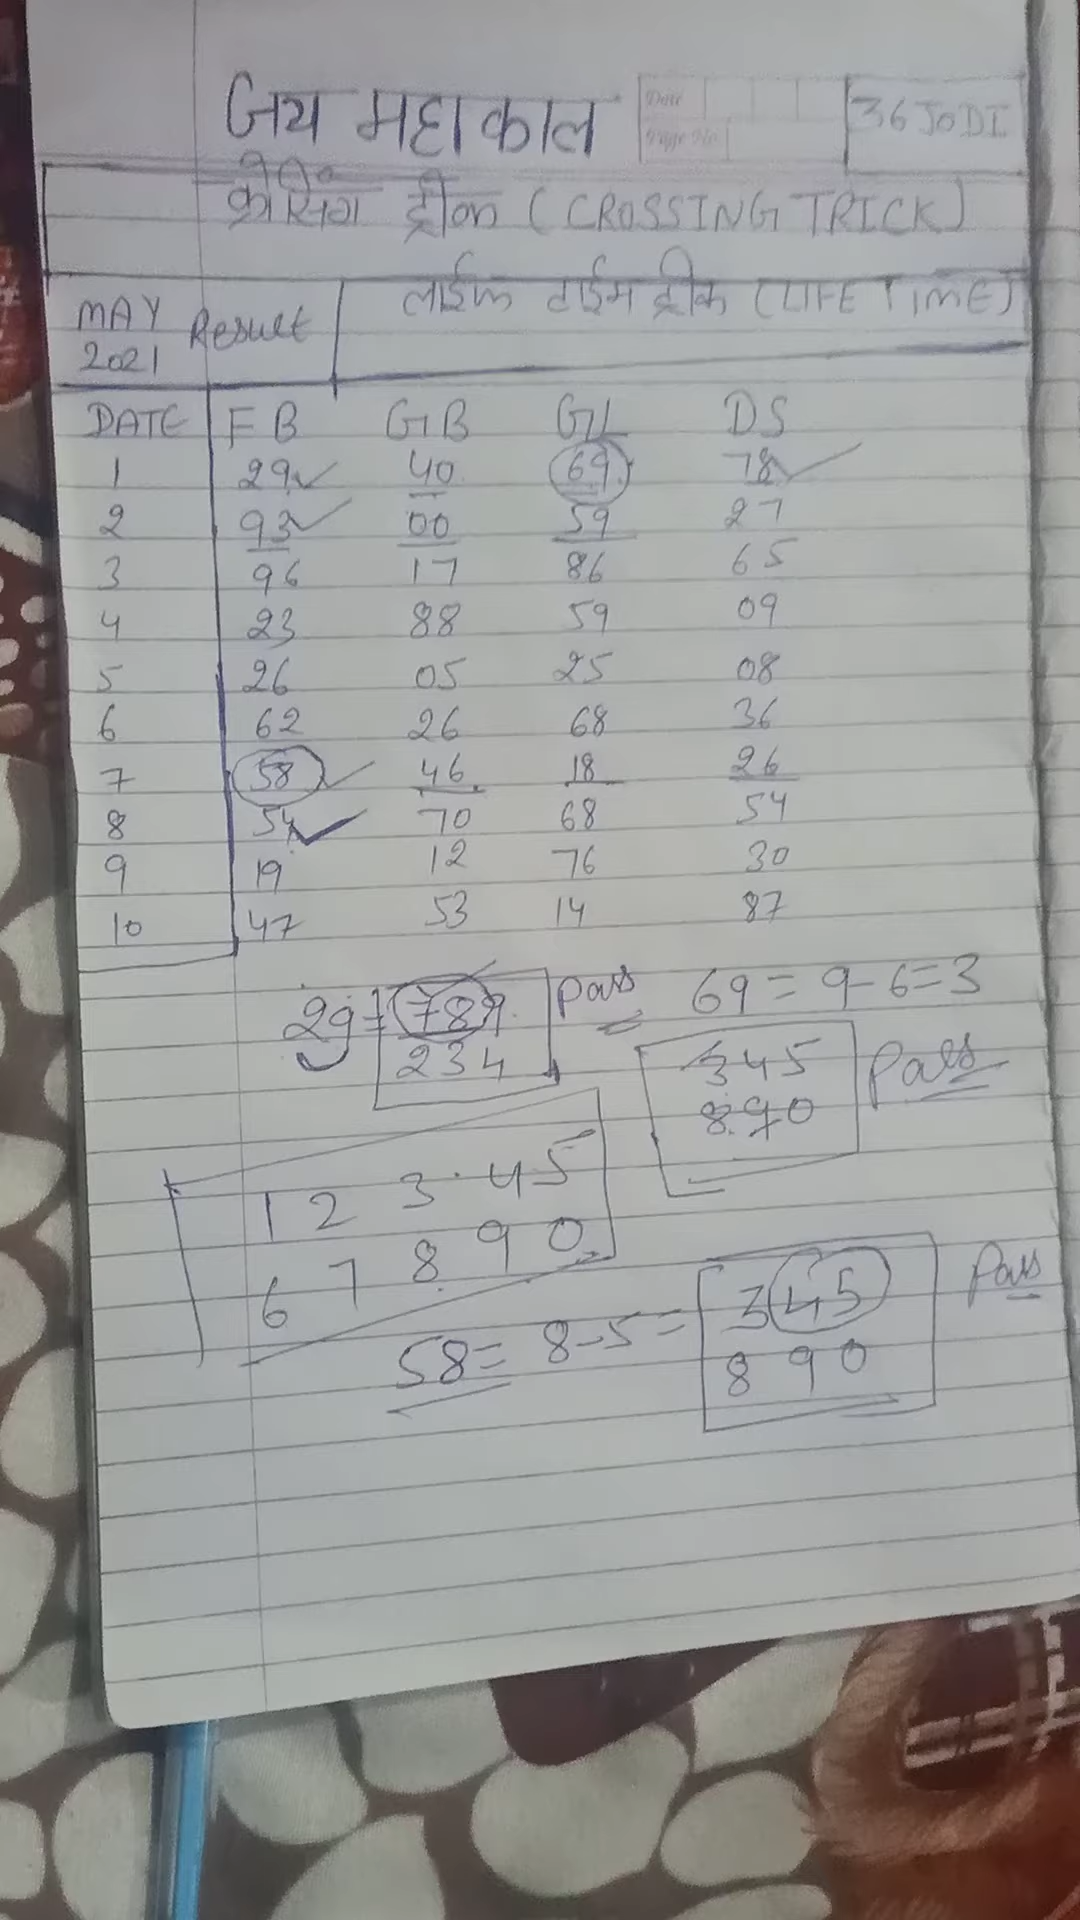 जय महाकाल
Date
Page No.
36 JODI
क्रोसिंग ट्रीक (CROSSING TRICK)
MAY 2021 Result
लाईफ टाईम ट्रीक (LIFE TIME)
DATE FB GB GL DS
1 29 40 69 78
2 93 00 59 27
3 96 17 86 65
4 23 88 59 09
5 26 05 25 08
6 62 26 68 36
7 58 46 18 26
8 54 70 68 54
9 19 12 76 30
10 47 53 14 87
29= 789 Pass
234
69 = 9-6=3
345
890
Pass
1 2 3 4 5
6 7 8 9 0
58= 8-5= 345 Pass
890